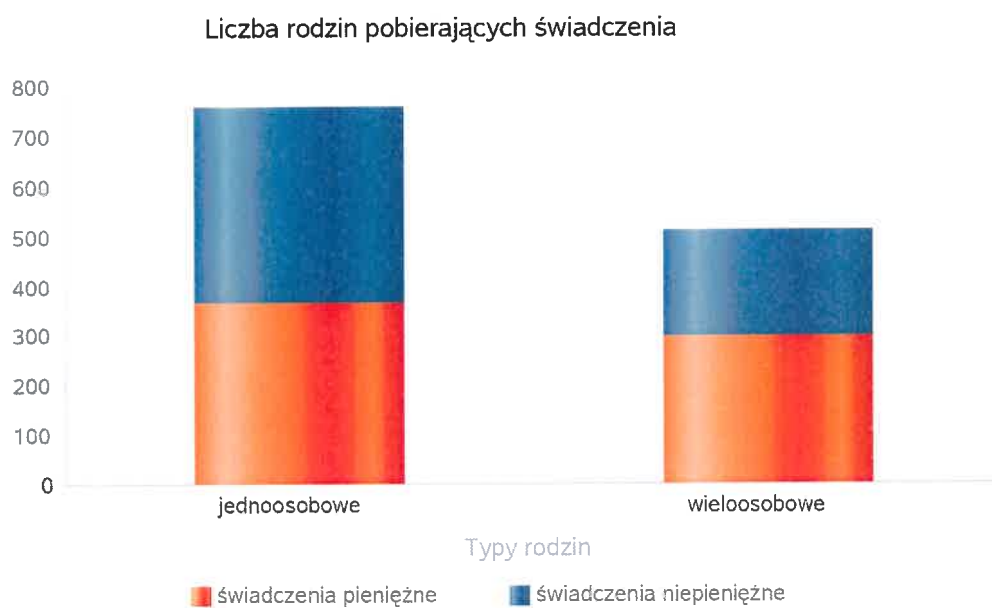 Liczba rodzin pobierających świadczenia
800
700
600
500
400
300
200
100
0
jednoosobowe
wieloosobowe
Typy rodzin
świadczenia pieniężne
świadczenia niepieniężne